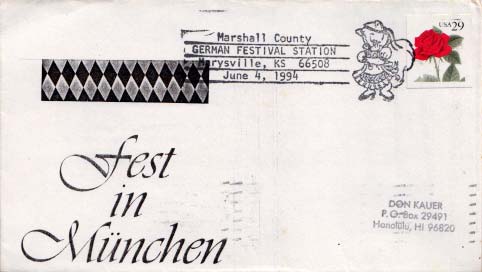 Marshall County
GERMAN FESTIVAL STATION
Marysville, KS 66508
June 4, 1994
USA 29
Fest
in
München
DON KAUER
P.O. Box 29491
Honolulu, HI 96820